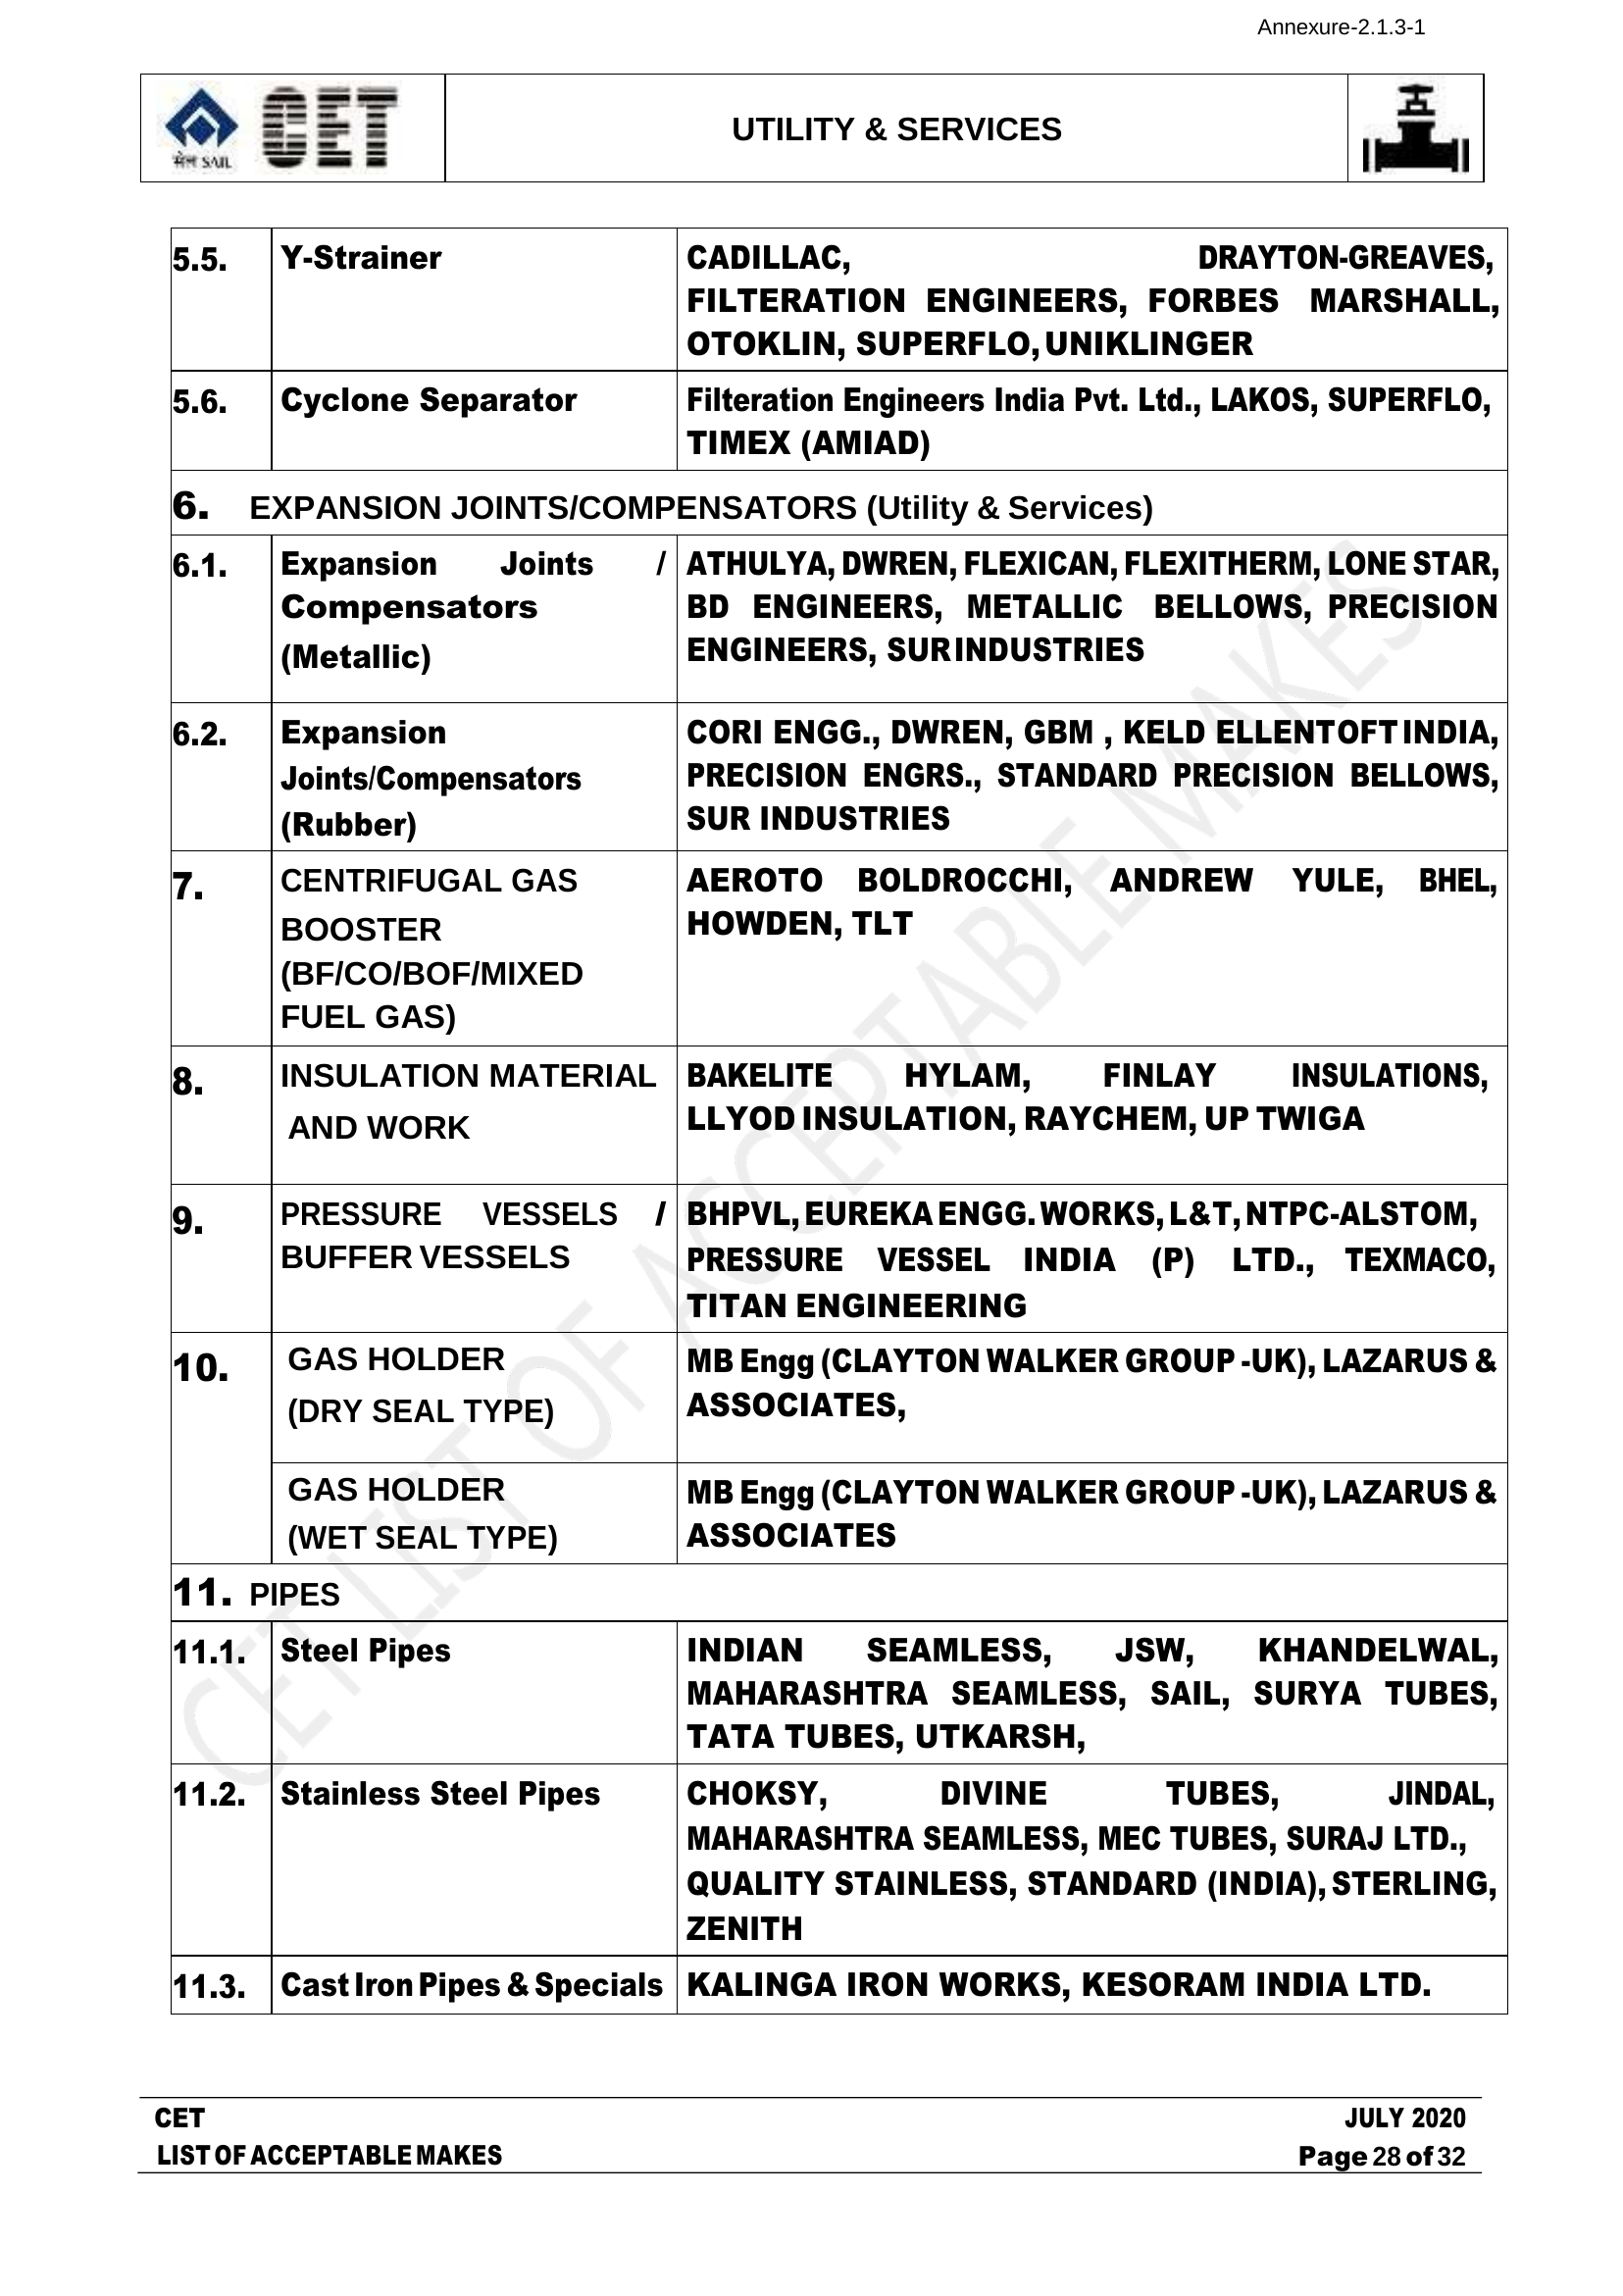 Annexure-2.1.3-1
सेल SAIL
CET
UTILITY & SERVICES
5.5. Y-Strainer CADILLAC, DRAYTON-GREAVES,
FILTERATION ENGINEERS, FORBES MARSHALL,
OTOKLIN, SUPERFLO, UNIKLINGER
5.6. Cyclone Separator Filteration Engineers India Pvt. Ltd., LAKOS, SUPERFLO,
TIMEX (AMIAD)
6. EXPANSION JOINTS/COMPENSATORS (Utility & Services)
6.1. Expansion Joints / ATHULYA, DWREN, FLEXICAN, FLEXITHERM, LONE STAR,
Compensators BD ENGINEERS, METALLIC BELLOWS, PRECISION
(Metallic) ENGINEERS, SUR INDUSTRIES
6.2. Expansion CORI ENGG., DWREN, GBM , KELD ELLENTOFT INDIA,
Joints/Compensators PRECISION ENGRS., STANDARD PRECISION BELLOWS,
(Rubber) SUR INDUSTRIES
7. CENTRIFUGAL GAS AEROTO BOLDROCCHI, ANDREW YULE, BHEL,
BOOSTER HOWDEN, TLT
(BF/CO/BOF/MIXED
FUEL GAS)
8. INSULATION MATERIAL BAKELITE HYLAM, FINLAY INSULATIONS,
AND WORK LLYOD INSULATION, RAYCHEM, UP TWIGA
9. PRESSURE VESSELS / BHPVL, EUREKA ENGG. WORKS, L&T, NTPC-ALSTOM,
BUFFER VESSELS PRESSURE VESSEL INDIA (P) LTD., TEXMACO,
TITAN ENGINEERING
10. GAS HOLDER MB Engg (CLAYTON WALKER GROUP -UK), LAZARUS &
(DRY SEAL TYPE) ASSOCIATES,
GAS HOLDER MB Engg (CLAYTON WALKER GROUP -UK), LAZARUS &
(WET SEAL TYPE) ASSOCIATES
11. PIPES
11.1. Steel Pipes INDIAN SEAMLESS, JSW, KHANDELWAL,
MAHARASHTRA SEAMLESS, SAIL, SURYA TUBES,
TATA TUBES, UTKARSH,
11.2. Stainless Steel Pipes CHOKSY, DIVINE TUBES, JINDAL,
MAHARASHTRA SEAMLESS, MEC TUBES, SURAJ LTD.,
QUALITY STAINLESS, STANDARD (INDIA), STERLING,
ZENITH
11.3. Cast Iron Pipes & Specials KALINGA IRON WORKS, KESORAM INDIA LTD.
CET LIST OF ACCEPTABLE MAKES
CET JULY 2020
LIST OF ACCEPTABLE MAKES Page 28 of 32